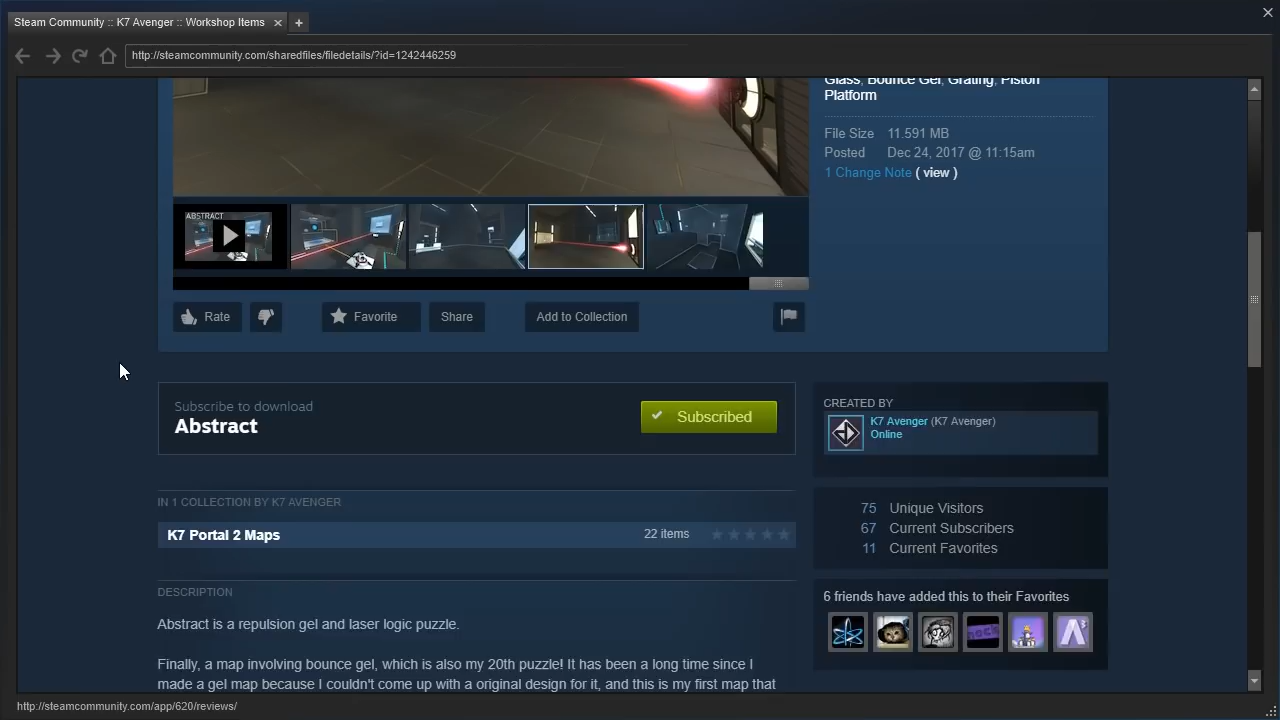 Steam Community :: K7 Avenger :: Workshop Items
http://steamcommunity.com/sharedfiles/filedetails/?id=1242446259
Glass, Bounce Gel, Grating, Piston
Platform
File Size 11.591 MB
Posted Dec 24, 2017 @ 11:15am
1 Change Note ( view )
ABSTRACT
Rate
Favorite
Share
Add to Collection
Subscribe to download
Abstract
Subscribed
CREATED BY
K7 Avenger (K7 Avenger)
Online
IN 1 COLLECTION BY K7 AVENGER
K7 Portal 2 Maps 22 items
75 Unique Visitors
67 Current Subscribers
11 Current Favorites
DESCRIPTION
Abstract is a repulsion gel and laser logic puzzle.
Finally, a map involving bounce gel, which is also my 20th puzzle! It has been a long time since I
made a gel map because I couldn't come up with a original design for it, and this is my first map that
6 friends have added this to their Favorites
http://steamcommunity.com/app/620/reviews/